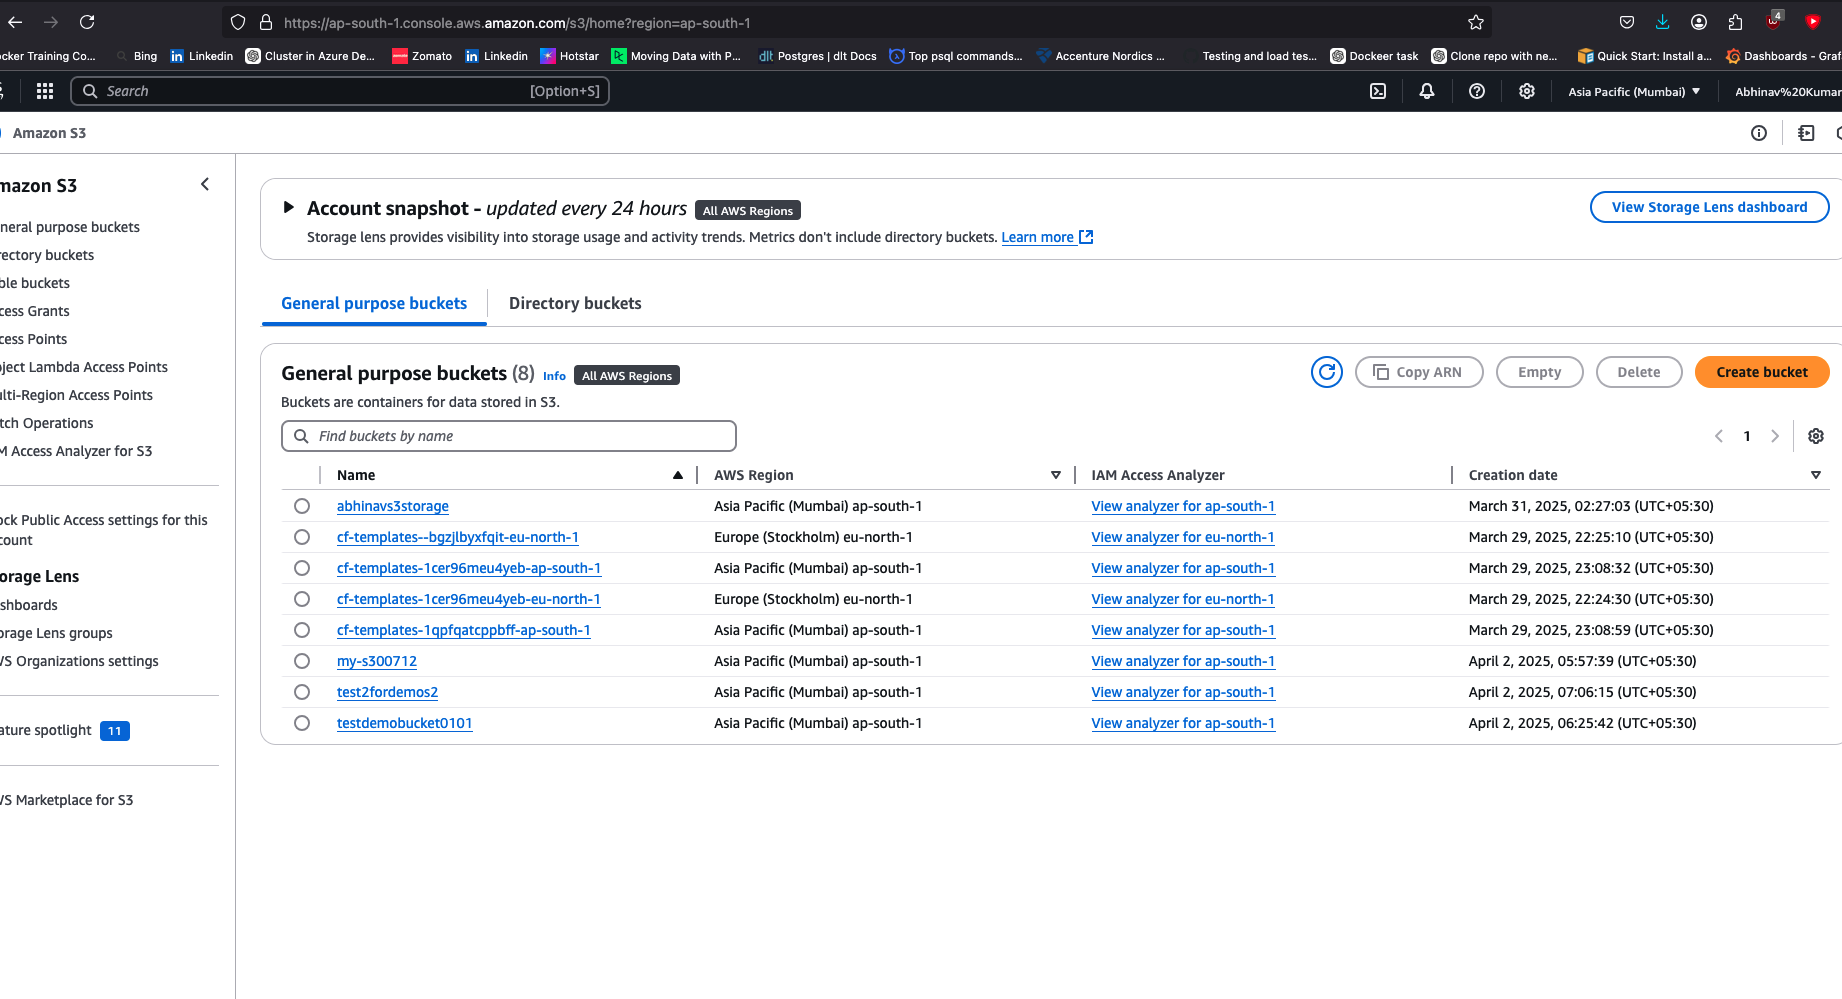 https://ap-south-1.console.aws.amazon.com/s3/home?region=ap-south-1
4
ocker Training Co... Bing Linkedin Cluster in Azure De... Zomato Linkedin Hotstar Moving Data with P... dlt Postgres | dlt Docs Top psql commands... Accenture Nordics ... Testing and load tes... Dockeer task Clone repo with ne... Quick Start: Install a... Dashboards - Graf
Search [Option+S] Asia Pacific (Mumbai) Abhinav%20Kumar
Amazon S3
mazon S3
neral purpose buckets
rectory buckets
ble buckets
cess Grants
cess Points
ject Lambda Access Points
ulti-Region Access Points
tch Operations
M Access Analyzer for S3
ock Public Access settings for this
count
orage Lens
shboards
orage Lens groups
VS Organizations settings
ature spotlight 11
VS Marketplace for S3
Account snapshot - updated every 24 hours All AWS Regions
View Storage Lens dashboard
Storage lens provides visibility into storage usage and activity trends. Metrics don't include directory buckets. Learn more
General purpose buckets Directory buckets
General purpose buckets (8) Info All AWS Regions
Copy ARN Empty Delete Create bucket
Buckets are containers for data stored in S3.
Find buckets by name
1
Name AWS Region IAM Access Analyzer Creation date
abhinavs3storage Asia Pacific (Mumbai) ap-south-1 View analyzer for ap-south-1 March 31, 2025, 02:27:03 (UTC+05:30)
cf-templates--bgzjlbyxfqit-eu-north-1 Europe (Stockholm) eu-north-1 View analyzer for eu-north-1 March 29, 2025, 22:25:10 (UTC+05:30)
cf-templates-1cer96meu4yeb-ap-south-1 Asia Pacific (Mumbai) ap-south-1 View analyzer for ap-south-1 March 29, 2025, 23:08:32 (UTC+05:30)
cf-templates-1cer96meu4yeb-eu-north-1 Europe (Stockholm) eu-north-1 View analyzer for eu-north-1 March 29, 2025, 22:24:30 (UTC+05:30)
cf-templates-1qpfqatcppbff-ap-south-1 Asia Pacific (Mumbai) ap-south-1 View analyzer for ap-south-1 March 29, 2025, 23:08:59 (UTC+05:30)
my-s300712 Asia Pacific (Mumbai) ap-south-1 View analyzer for ap-south-1 April 2, 2025, 05:57:39 (UTC+05:30)
test2fordemos2 Asia Pacific (Mumbai) ap-south-1 View analyzer for ap-south-1 April 2, 2025, 07:06:15 (UTC+05:30)
testdemobucket0101 Asia Pacific (Mumbai) ap-south-1 View analyzer for ap-south-1 April 2, 2025, 06:25:42 (UTC+05:30)